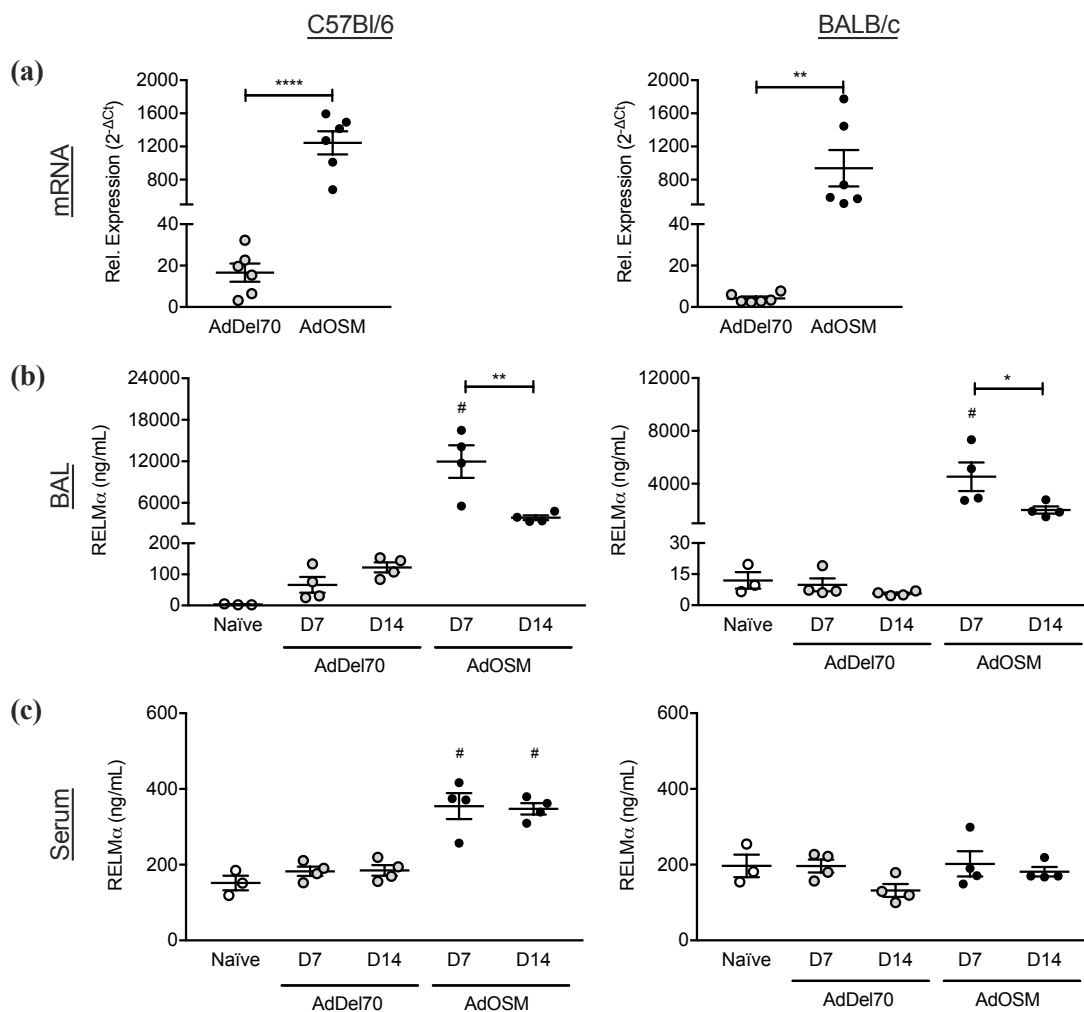 C57Bl/6 BALB/c
(a)
mRNA
Rel. Expression (2-ΔCt)
2000
1600
1200
800
40
20
0
****
AdDel70 AdOSM
Rel. Expression (2-ΔCt)
2000
1600
1200
800
40
20
0
**
AdDel70 AdOSM
(b)
BAL
RELMα (ng/mL)
24000
18000
12000
6000
200
100
0
**
#
Naïve D7 D14 D7 D14
AdDel70 AdOSM
RELMα (ng/mL)
12000
8000
4000
30
15
0
*
#
Naïve D7 D14 D7 D14
AdDel70 AdOSM
(c)
Serum
RELMα (ng/mL)
600
400
200
0
# #
Naïve D7 D14 D7 D14
AdDel70 AdOSM
RELMα (ng/mL)
600
400
200
0
Naïve D7 D14 D7 D14
AdDel70 AdOSM